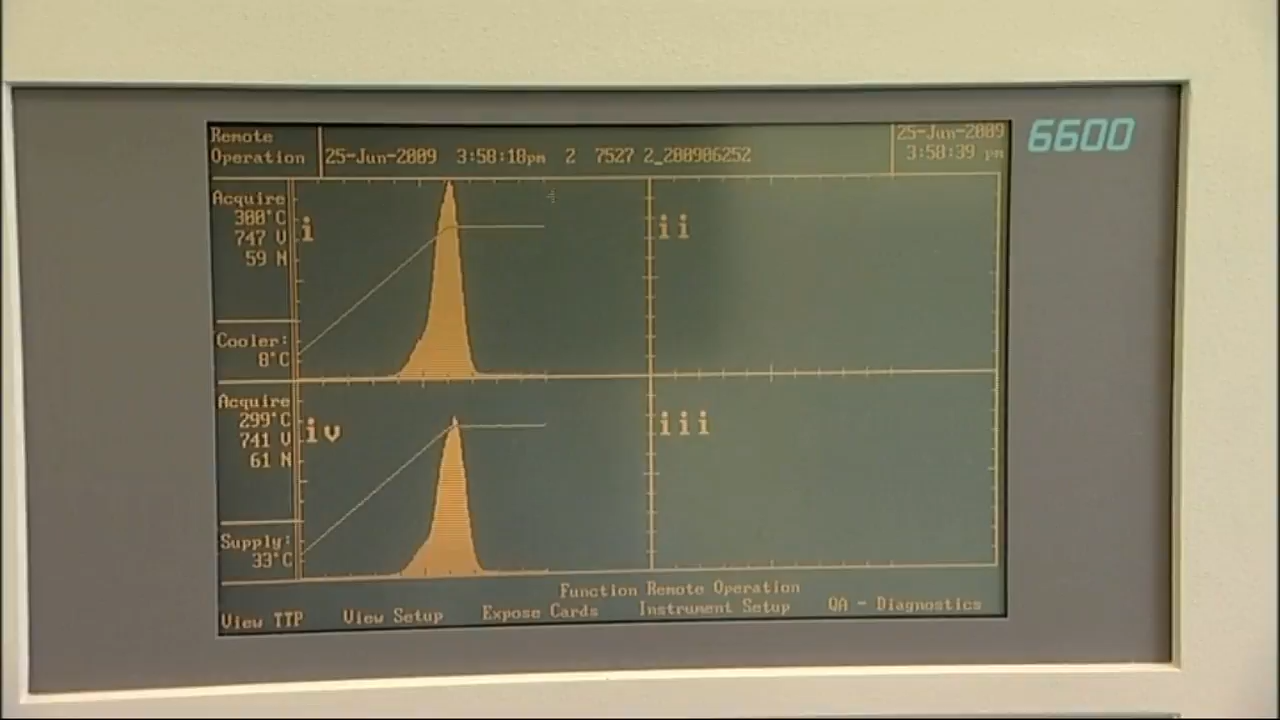 Remote
Operation
25-Jun-2009 3:58:18pm 2 7527 2_280906252
25-Jun-2009
3:58:39 pm
6600
Acquire
300°C
747 V
59 N
i
ii
Cooler:
8°C
Acquire
299°C
741 V
61 N
iv
iii
Supply:
33°C
Function Remote Operation
View TTP View Setup Expose Cards Instrument Setup QA - Diagnostics